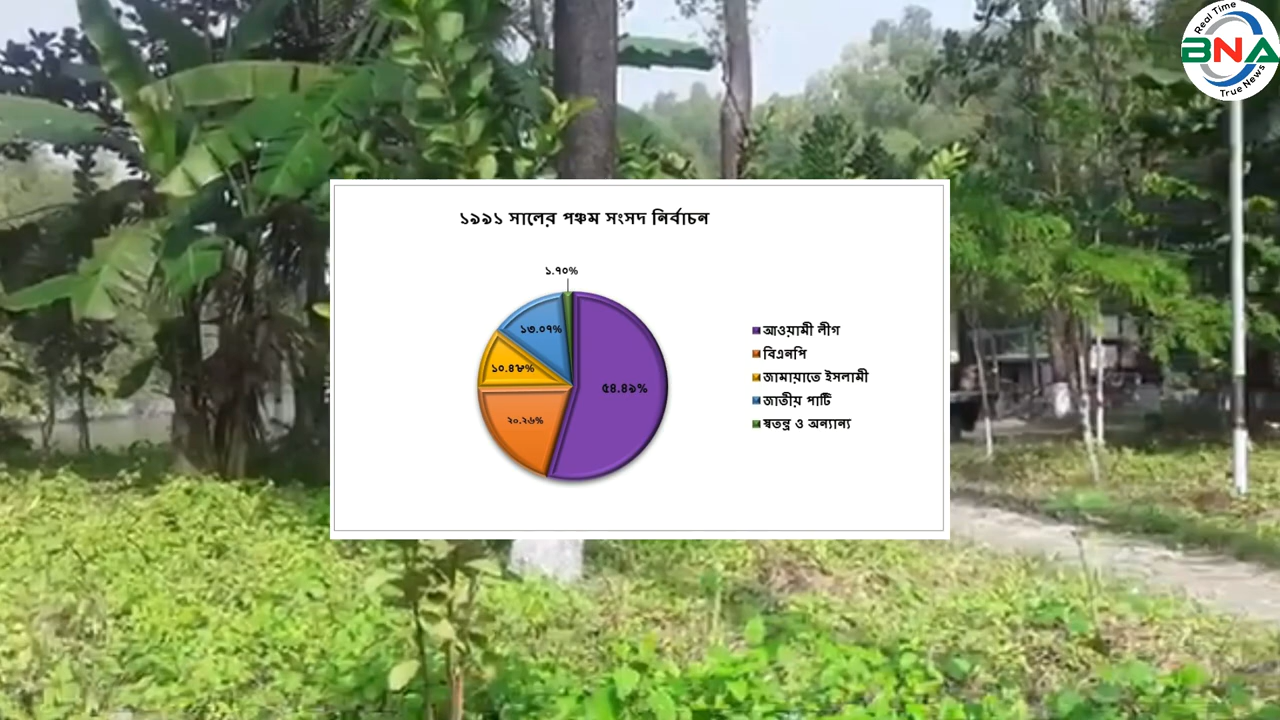 Real Time
BNA
True News
১৯৯১ সালের পঞ্চম সংসদ নির্বাচন
১.৭০%
১৩.০৭%
১০.৪৮%
২০.২৬%
৫৪.৪৯%
আওয়ামী লীগ
বিএনপি
জামায়াতে ইসলামী
জাতীয় পার্টি
স্বতন্ত্র ও অন্যান্য